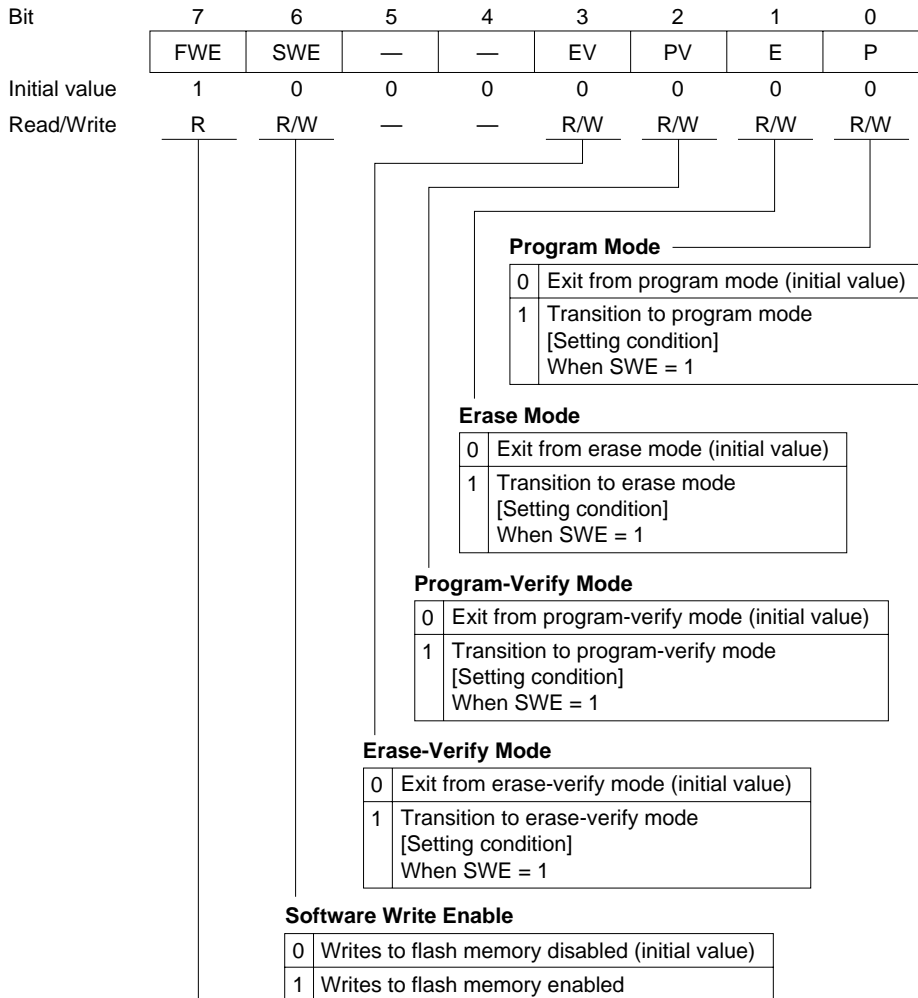 Bit 7 6 5 4 3 2 1 0
FWE SWE — — EV PV E P
Initial value 1 0 0 0 0 0 0 0
Read/Write R R/W — — R/W R/W R/W R/W
Program Mode
0 Exit from program mode (initial value)
1 Transition to program mode
[Setting condition]
When SWE = 1
Erase Mode
0 Exit from erase mode (initial value)
1 Transition to erase mode
[Setting condition]
When SWE = 1
Program-Verify Mode
0 Exit from program-verify mode (initial value)
1 Transition to program-verify mode
[Setting condition]
When SWE = 1
Erase-Verify Mode
0 Exit from erase-verify mode (initial value)
1 Transition to erase-verify mode
[Setting condition]
When SWE = 1
Software Write Enable
0 Writes to flash memory disabled (initial value)
1 Writes to flash memory enabled